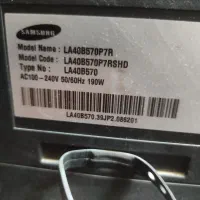 SAMSUNG
Model Name : LA40B570P7R
Model Code : LA40B570P7RSHD
Type No : LA40B570
AC100-240V 50/60Hz 190W
LA40B570.39JP2.086201